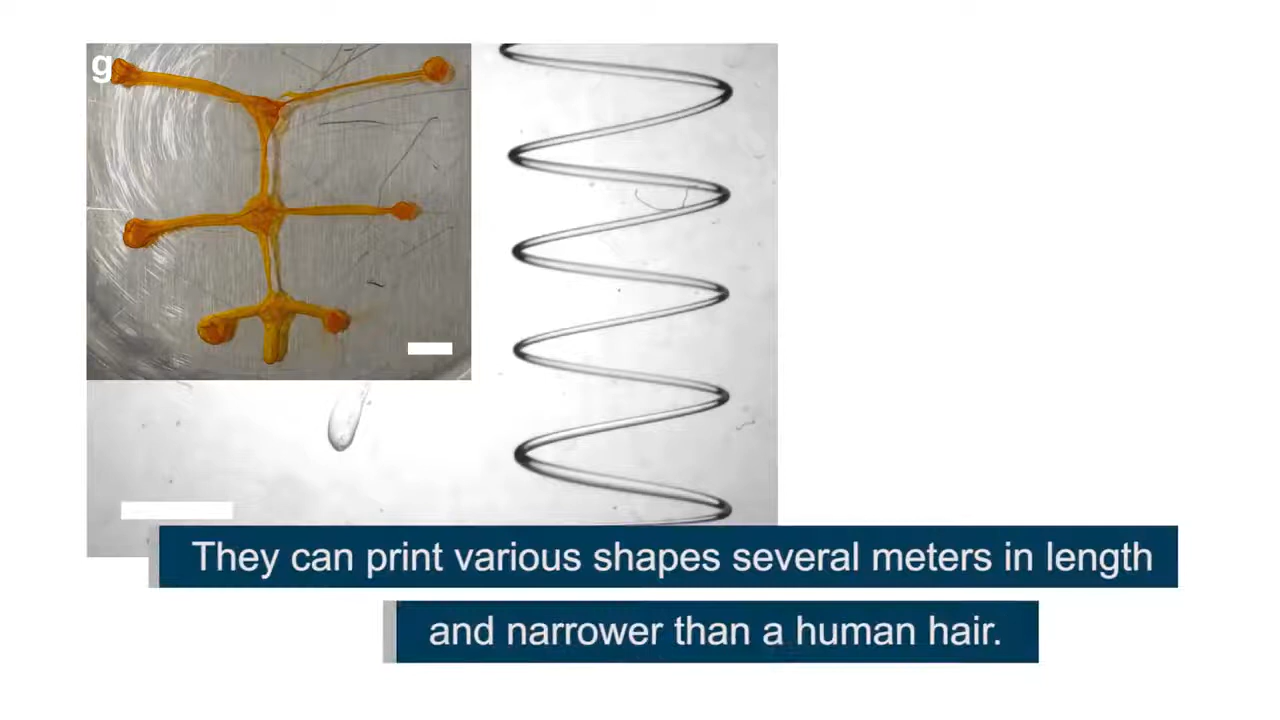 g
They can print various shapes several meters in length
and narrower than a human hair.